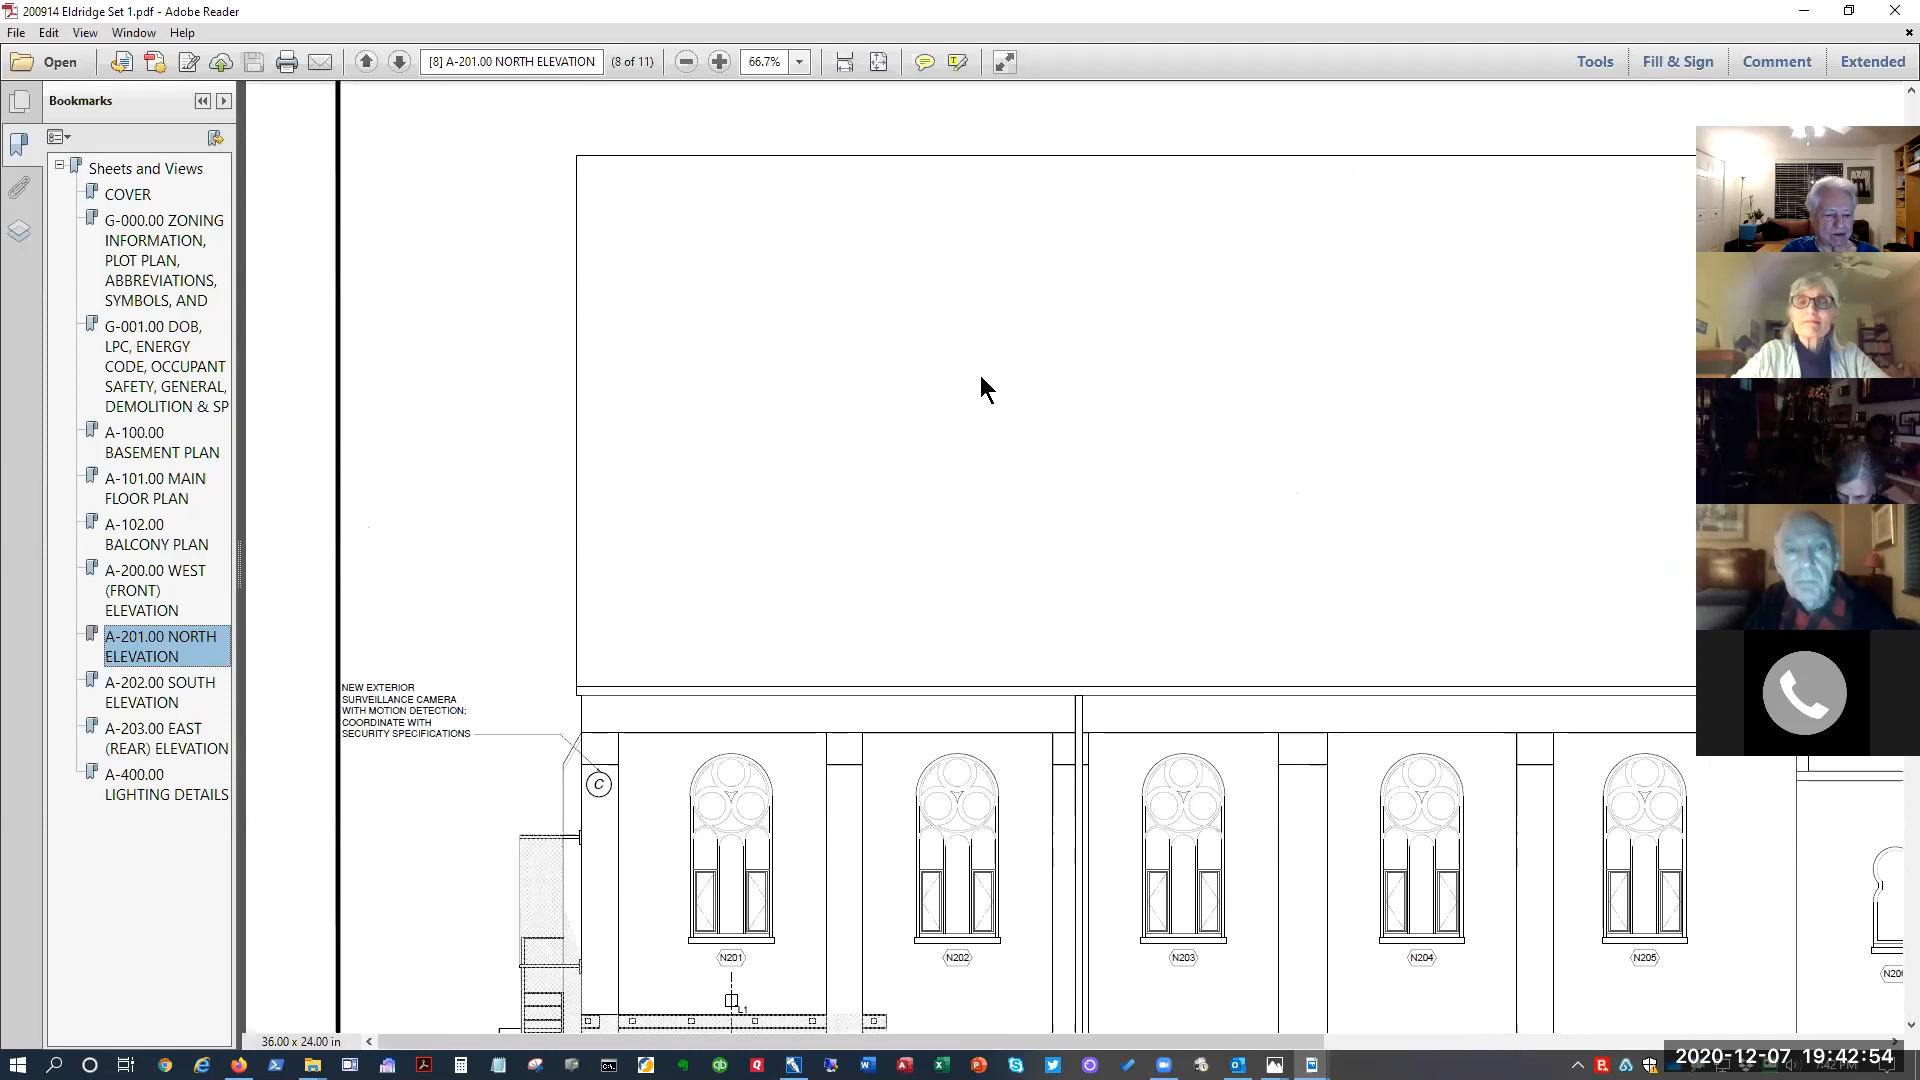 200914 Eldridge Set 1.pdf - Adobe Reader
File Edit View Window Help
Open
[8] A-201.00 NORTH ELEVATION
(8 of 11)
66.7%
Tools
Fill & Sign
Comment
Extended
Bookmarks
Sheets and Views
COVER
G-000.00 ZONING
INFORMATION,
PLOT PLAN,
ABBREVIATIONS,
SYMBOLS, AND
G-001.00 DOB,
LPC, ENERGY
CODE, OCCUPANT
SAFETY, GENERAL,
DEMOLITION & SP
A-100.00
BASEMENT PLAN
A-101.00 MAIN
FLOOR PLAN
A-102.00
BALCONY PLAN
A-200.00 WEST
(FRONT)
ELEVATION
A-201.00 NORTH
ELEVATION
A-202.00 SOUTH
ELEVATION
A-203.00 EAST
(REAR) ELEVATION
A-400.00
LIGHTING DETAILS
NEW EXTERIOR
SURVEILLANCE CAMERA
WITH MOTION DETECTION;
COORDINATE WITH
SECURITY SPECIFICATIONS
C
N201
N202
N203
N204
N205
L1
36.00 x 24.00 in
2020-12-07 19:42:54